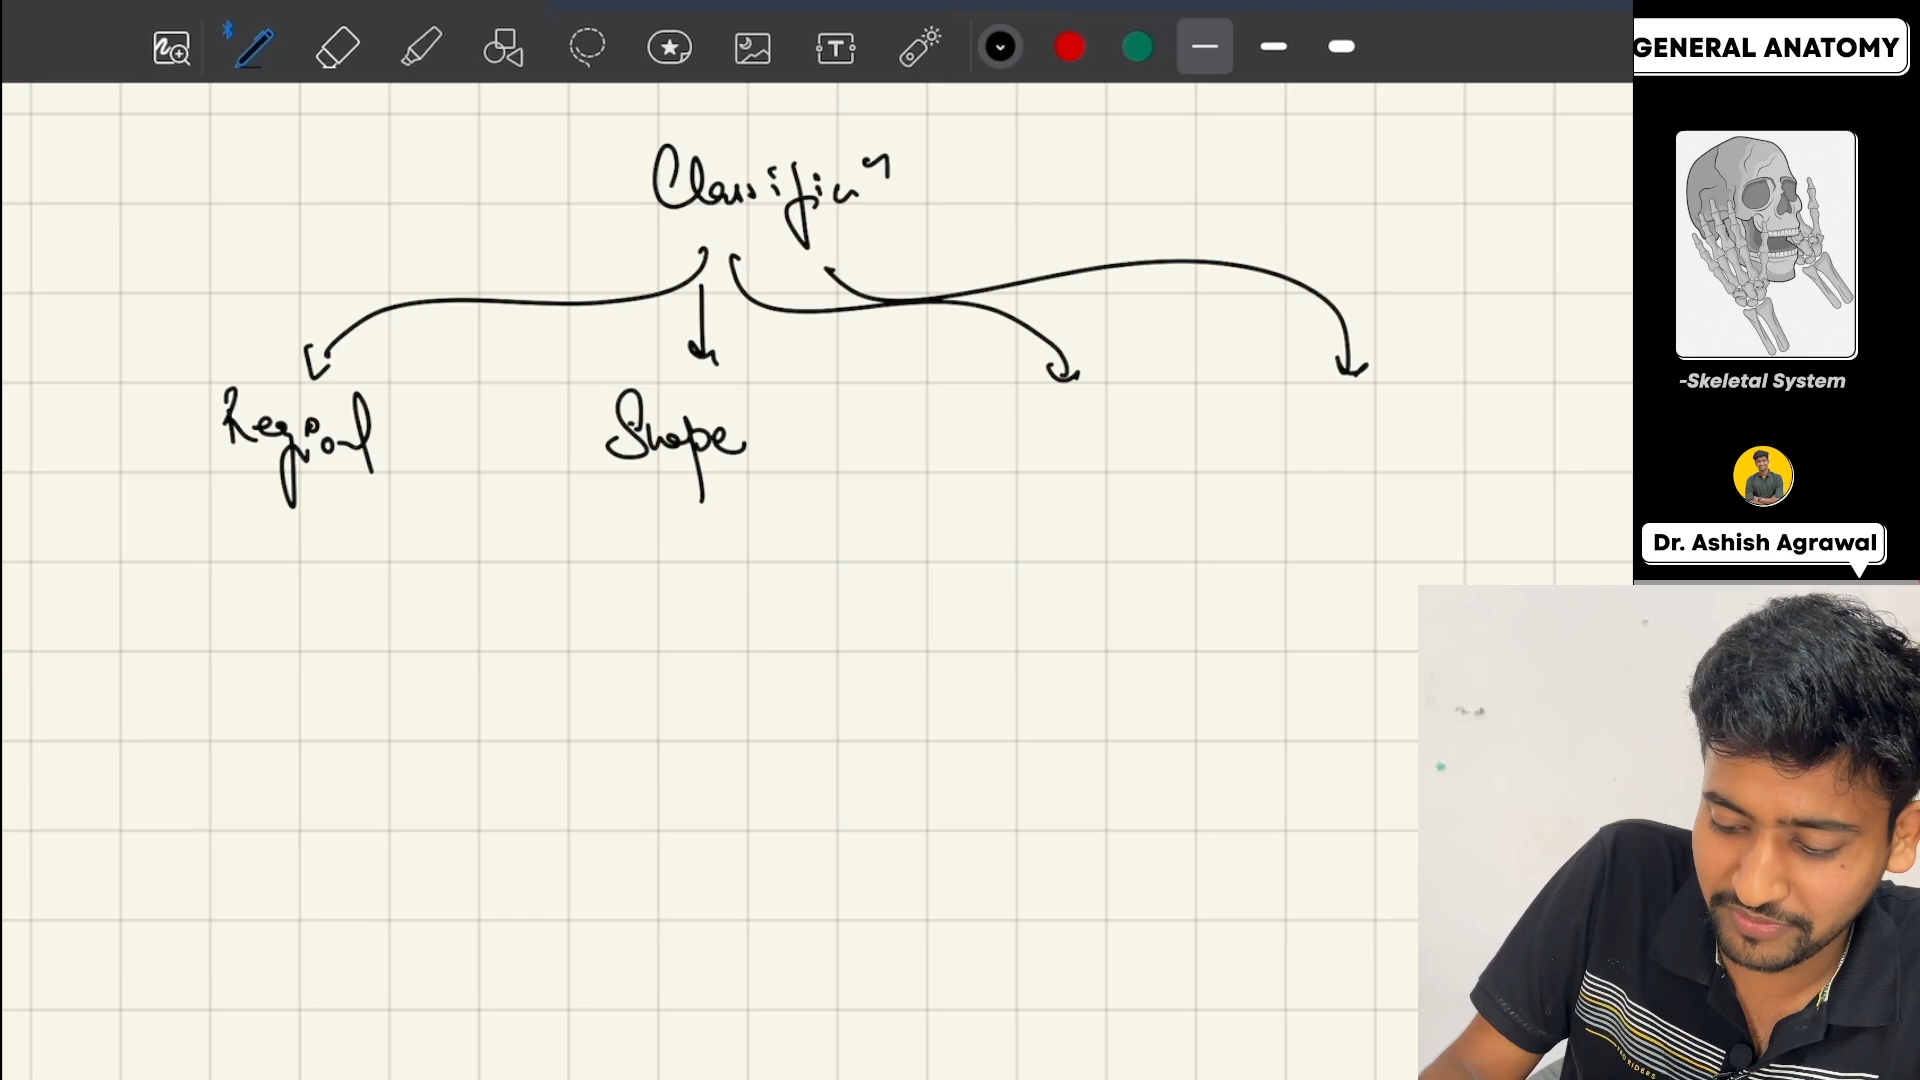 GENERAL ANATOMY
Classificⁿ
Regional
Shape
-Skeletal System
Dr. Ashish Agrawal